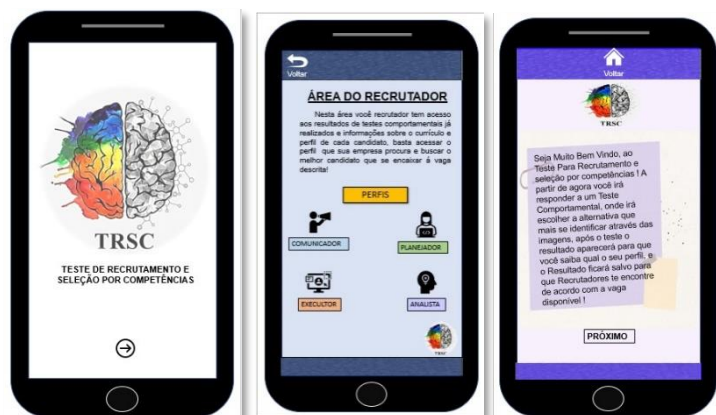 TRSC
TESTE DE RECRUTAMENTO E
SELEÇÃO POR COMPETÊNCIAS
Voltar
ÁREA DO RECRUTADOR
Nesta área você recrutador tem acesso
aos resultados de testes comportamentais já
realizados e informações sobre o currículo e
perfil de cada candidato, basta acessar o
perfil que sua empresa procura e buscar o
melhor candidato que se encaixar á vaga
descrita!
PERFIS
COMUNICADOR
PLANEJADOR
EXECULTOR
ANALISTA
TRSC
Voltar
TRSC
Seja Muito Bem Vindo, ao
Teste Para Recrutamento e
seleção por competências ! A
partir de agora você irá
responder a um Teste
Comportamental, onde irá
escolher a alternativa que
mais se identificar através das
imagens, após o teste o
resultado aparecerá para que
você saiba qual o seu perfil, e
o Resultado ficará salvo para
que Recrutadores te encontre
de acordo com a vaga
disponível !
PRÓXIMO